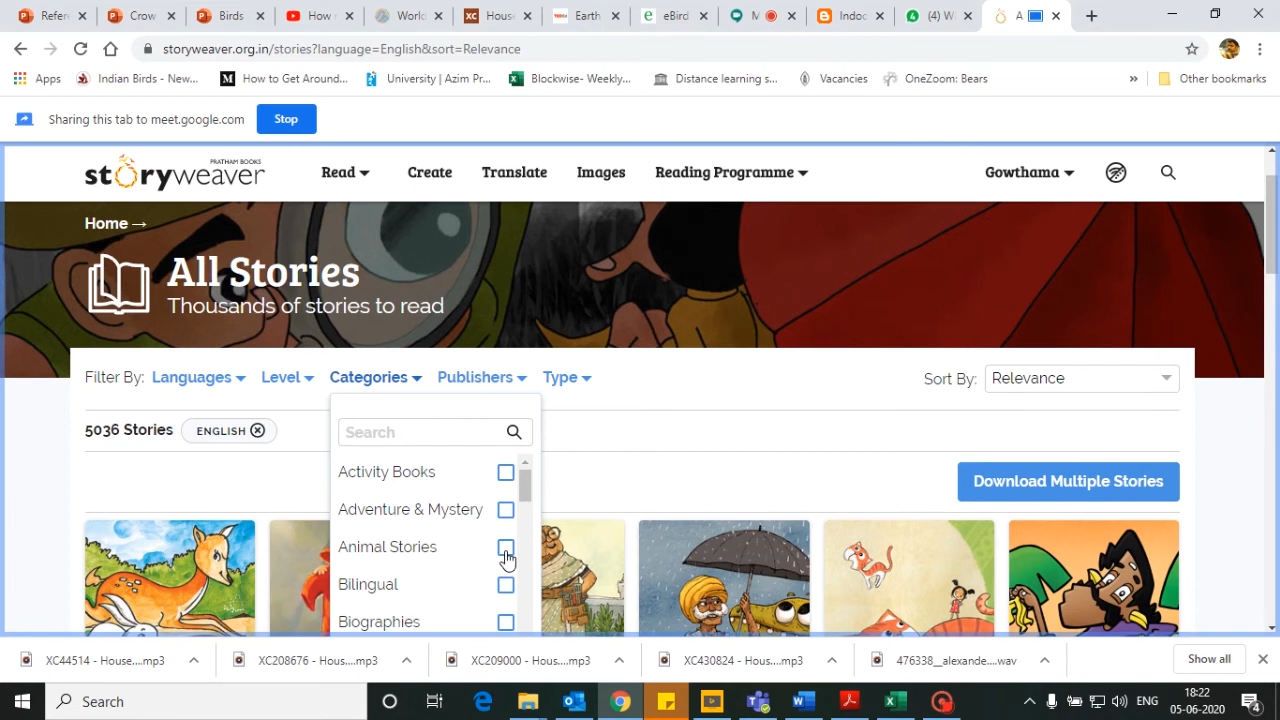 Refere
Crow
Birds
How
World
House
Earth
eBird
M
Indoc
(4) W
A
storyweaver.org.in/stories?language=English&sort=Relevance
Apps
Indian Birds - New...
How to Get Around...
University | Azim Pr...
Blockwise- Weekly...
Distance learning s...
Vacancies
OneZoom: Bears
»
Other bookmarks
Sharing this tab to meet.google.com
Stop
PRATHAM BOOKS
storyweaver
Read
Create
Translate
Images
Reading Programme
Gowthama
Home →
All Stories
Thousands of stories to read
Filter By:
Languages
Level
Categories
Publishers
Type
Sort By:
Relevance
5036 Stories
ENGLISH
Search
Activity Books
Adventure & Mystery
Animal Stories
Bilingual
Biographies
Download Multiple Stories
XC44514 - House....mp3
XC208676 - Hous....mp3
XC209000 - Hous....mp3
XC430824 - Hous....mp3
476338__alexande....wav
Show all
Search
ENG
18:22
05-06-2020
4